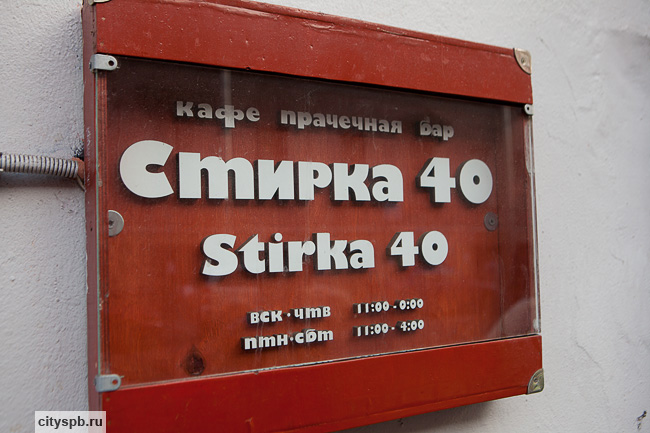 кафе прачечная бар
Стирка 40
Stirka 40
вск·чтв 11:00-0:00
птн·сбт 11:00-4:00
cityspb.ru